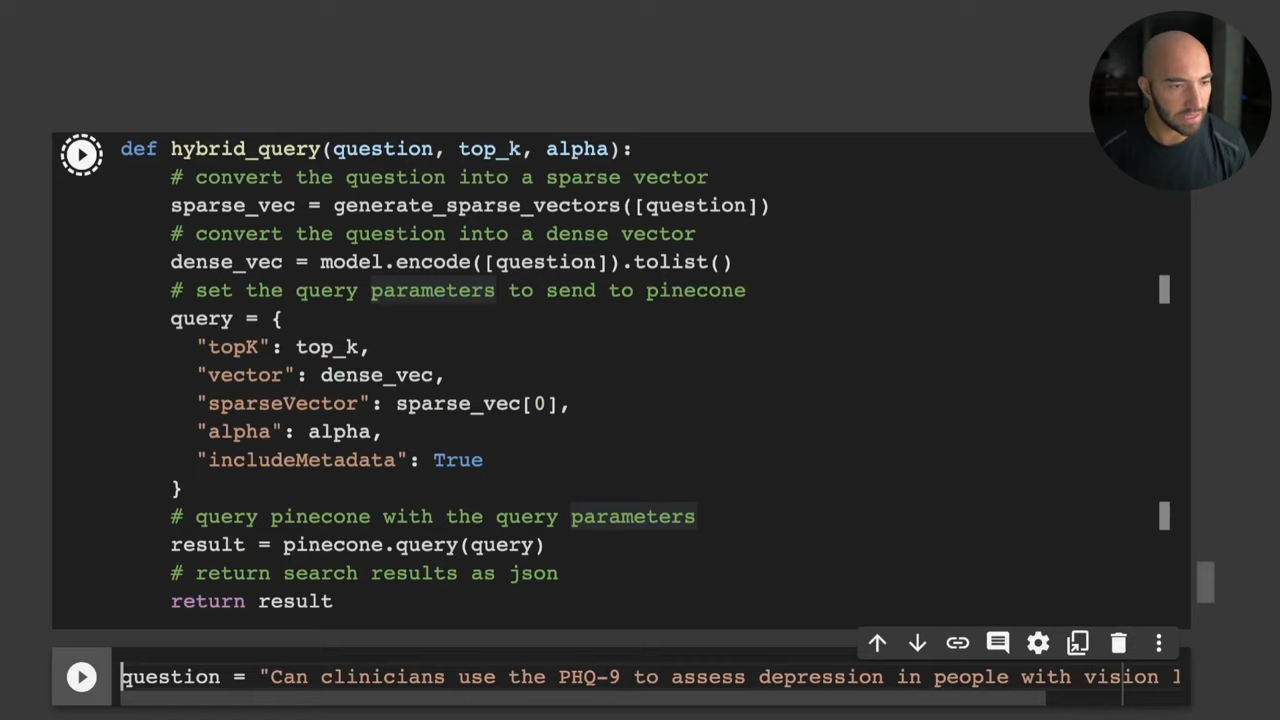 def hybrid_query(question, top_k, alpha):
# convert the question into a sparse vector
sparse_vec = generate_sparse_vectors([question])
# convert the question into a dense vector
dense_vec = model.encode([question]).tolist()
# set the query parameters to send to pinecone
query = {
"topK": top_k,
"vector": dense_vec,
"sparseVector": sparse_vec[0],
"alpha": alpha,
"includeMetadata": True
}
# query pinecone with the query parameters
result = pinecone.query(query)
# return search results as json
return result
question = "Can clinicians use the PHQ-9 to assess depression in people with vision